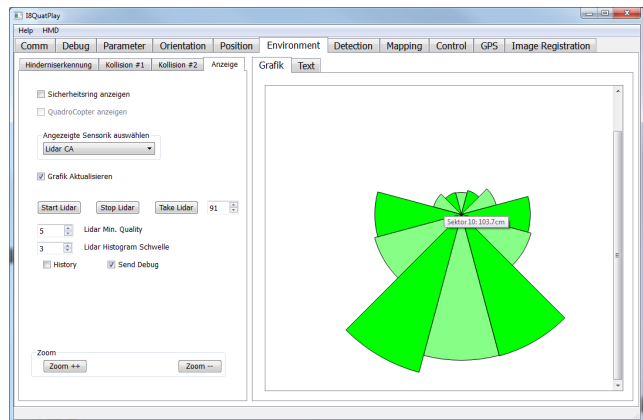 I8QuatPlay
Help HMD
Comm Debug Parameter Orientation Position Environment Detection Mapping Control GPS Image Registration
Hinderniserkennung Kollision #1 Kollision #2 Anzeige
Grafik Text
Sicherheitsring anzeigen
QuadroCopter anzeigen
Angezeigte Sensorik auswählen
Lidar CA
Grafik Aktualisieren
Start Lidar Stop Lidar Take Lidar 91
5 Lidar Min. Quality
3 Lidar Histogram Schwelle
History Send Debug
Zoom
Zoom ++ Zoom --
Sektor 10: 103.7cm